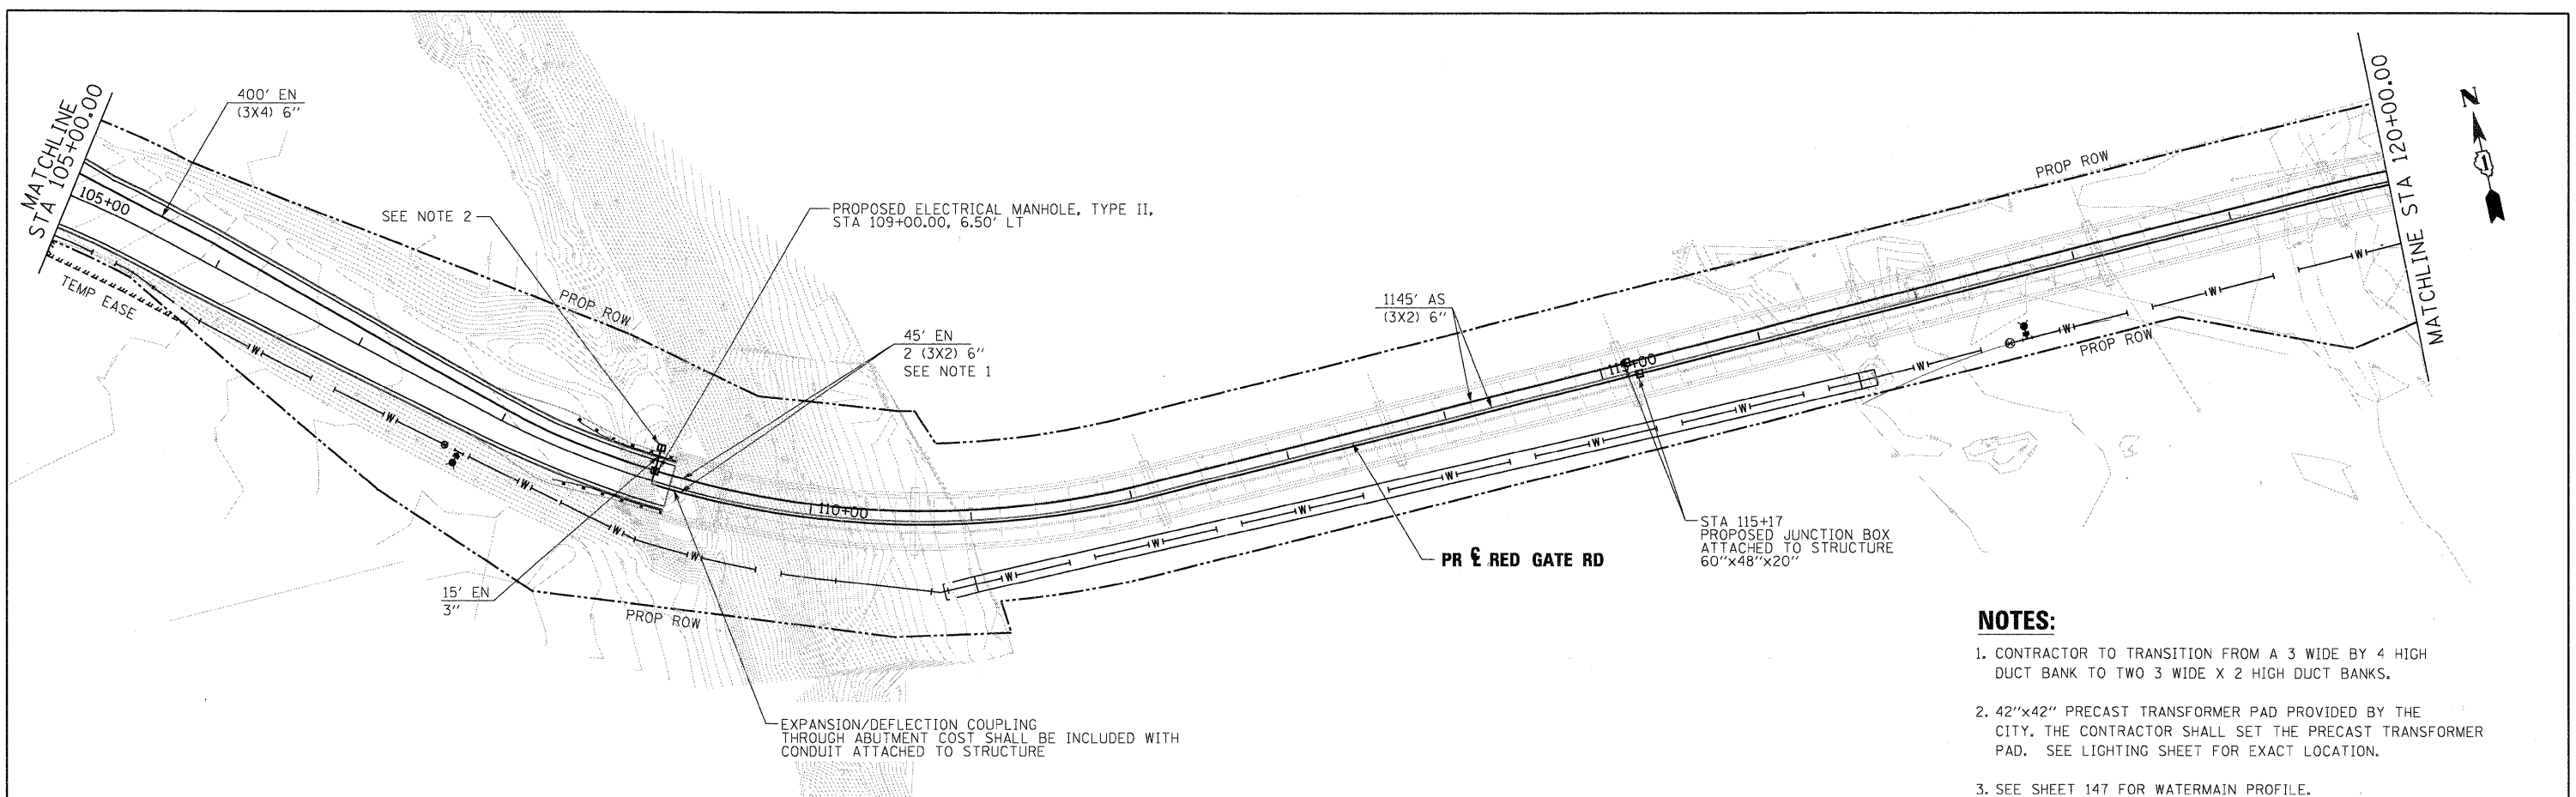 MATCHLINE
STA 105+00.00
400' EN
(3X4) 6"
105+00
TEMP EASE
SEE NOTE 2
PROP ROW
PROPOSED ELECTRICAL MANHOLE, TYPE II,
STA 109+00.00, 6.50' LT
45' EN
2 (3X2) 6"
SEE NOTE 1
W
W
W
W
W
15' EN
3"
PROP ROW
110+00
EXPANSION/DEFLECTION COUPLING
THROUGH ABUTMENT COST SHALL BE INCLUDED WITH
CONDUIT ATTACHED TO STRUCTURE
1145' AS
(3X2) 6"
W
W
W
W
W
W
PR ℄ RED GATE RD
STA 115+17
PROPOSED JUNCTION BOX
ATTACHED TO STRUCTURE
60"x48"x20"
PROP ROW
W
W
W
W
PROP ROW
MATCHLINE STA 120+00.00
N
1
NOTES:
1. CONTRACTOR TO TRANSITION FROM A 3 WIDE BY 4 HIGH
DUCT BANK TO TWO 3 WIDE X 2 HIGH DUCT BANKS.
2. 42"x42" PRECAST TRANSFORMER PAD PROVIDED BY THE
CITY. THE CONTRACTOR SHALL SET THE PRECAST TRANSFORMER
PAD. SEE LIGHTING SHEET FOR EXACT LOCATION.
3. SEE SHEET 147 FOR WATERMAIN PROFILE.